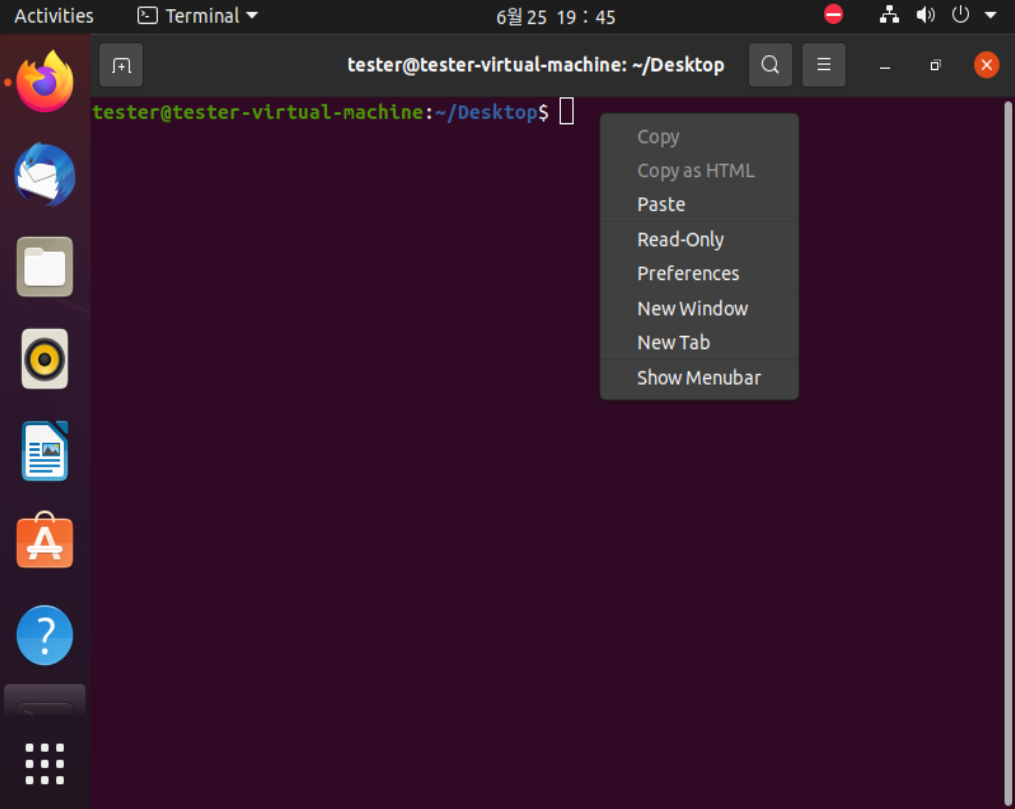 Activities Terminal 6월 25 19：45
tester@tester-virtual-machine: ~/Desktop
tester@tester-virtual-machine:~/Desktop$
Copy
Copy as HTML
Paste
Read-Only
Preferences
New Window
New Tab
Show Menubar